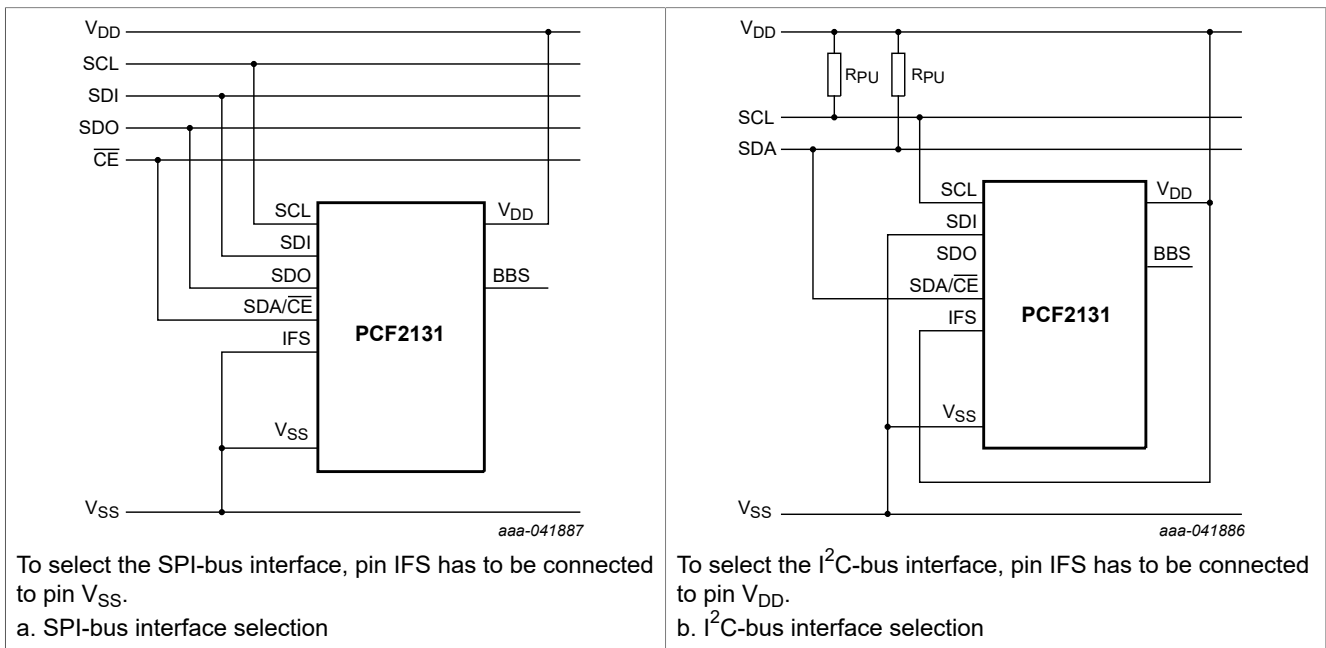 VDD
SCL
SDI
SDO
CE
SCL
SDI
SDO
SDA/CE
IFS
VSS
VDD
BBS
PCF2131
VSS
aaa-041887
To select the SPI-bus interface, pin IFS has to be connected
to pin VSS.
a. SPI-bus interface selection
VDD
RPU
RPU
SCL
SDA
SCL
SDI
SDO
SDA/CE
IFS
VSS
VDD
BBS
PCF2131
VSS
aaa-041886
To select the I²C-bus interface, pin IFS has to be connected
to pin VDD.
b. I²C-bus interface selection